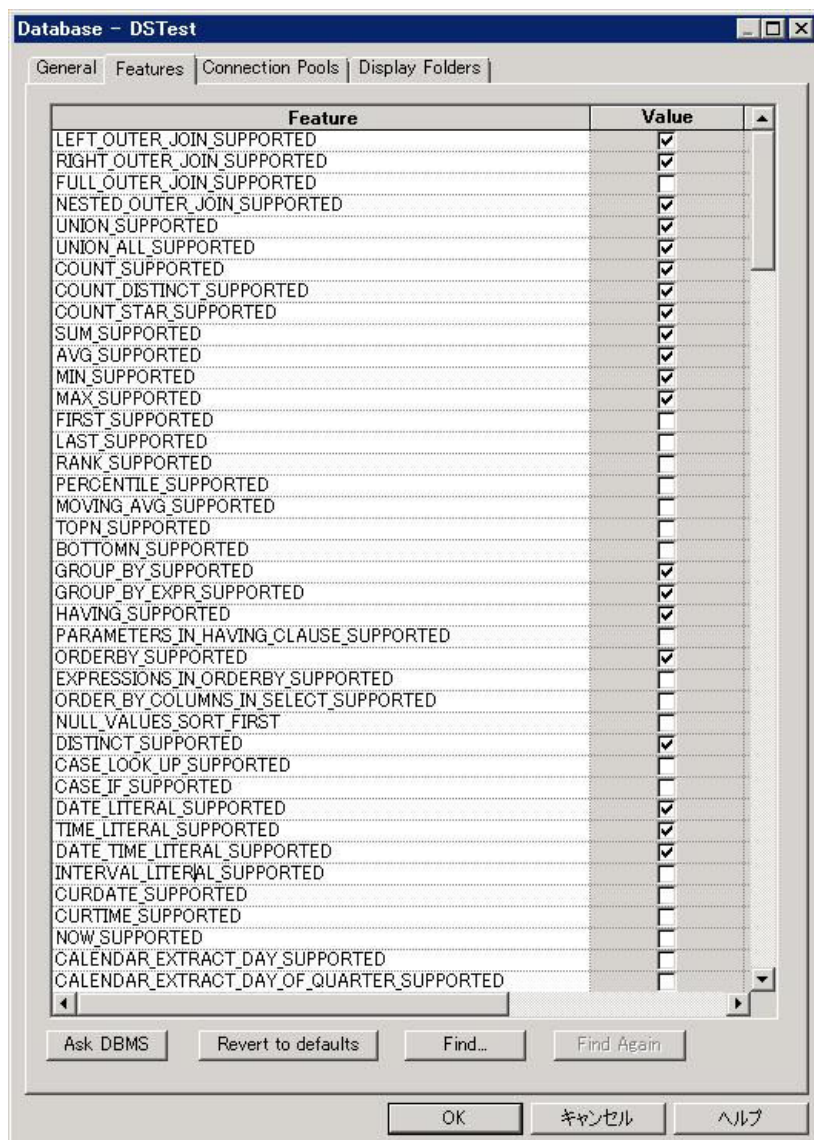 Database - DSTest
General Features Connection Pools Display Folders
Feature Value
LEFT_OUTER_JOIN_SUPPORTED
RIGHT_OUTER_JOIN_SUPPORTED
FULL_OUTER_JOIN_SUPPORTED
NESTED_OUTER_JOIN_SUPPORTED
UNION_SUPPORTED
UNION_ALL_SUPPORTED
COUNT_SUPPORTED
COUNT_DISTINCT_SUPPORTED
COUNT_STAR_SUPPORTED
SUM_SUPPORTED
AVG_SUPPORTED
MIN_SUPPORTED
MAX_SUPPORTED
FIRST_SUPPORTED
LAST_SUPPORTED
RANK_SUPPORTED
PERCENTILE_SUPPORTED
MOVING_AVG_SUPPORTED
TOPN_SUPPORTED
BOTTOMN_SUPPORTED
GROUP_BY_SUPPORTED
GROUP_BY_EXPR_SUPPORTED
HAVING_SUPPORTED
PARAMETERS_IN_HAVING_CLAUSE_SUPPORTED
ORDERBY_SUPPORTED
EXPRESSIONS_IN_ORDERBY_SUPPORTED
ORDER_BY_COLUMNS_IN_SELECT_SUPPORTED
NULL_VALUES_SORT_FIRST
DISTINCT_SUPPORTED
CASE_LOOK_UP_SUPPORTED
CASE_IF_SUPPORTED
DATE_LITERAL_SUPPORTED
TIME_LITERAL_SUPPORTED
DATE_TIME_LITERAL_SUPPORTED
INTERVAL_LITERAL_SUPPORTED
CURDATE_SUPPORTED
CURTIME_SUPPORTED
NOW_SUPPORTED
CALENDAR_EXTRACT_DAY_SUPPORTED
CALENDAR_EXTRACT_DAY_OF_QUARTER_SUPPORTED
Ask DBMS Revert to defaults Find... Find Again
OK キャンセル ヘルプ